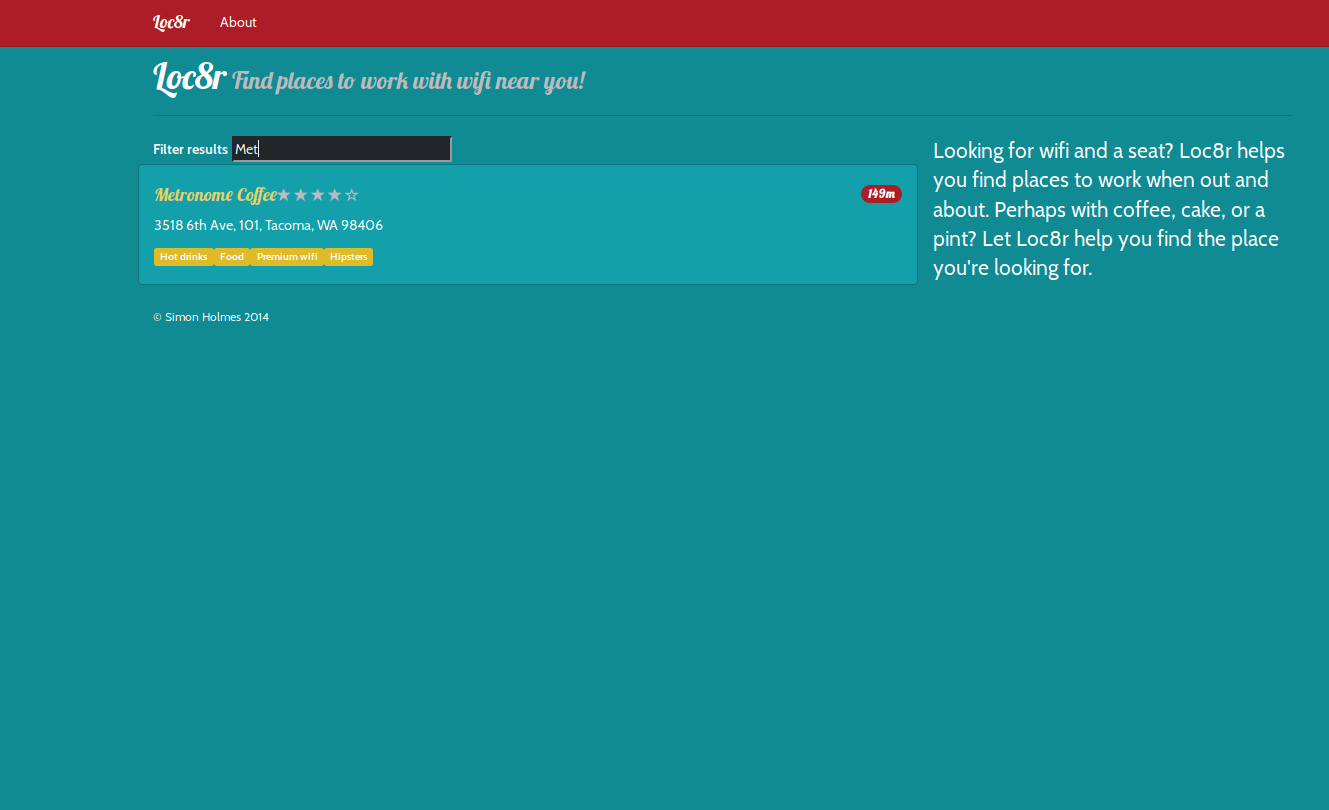 Loc8r About
Loc8r Find places to work with wifi near you!
Filter results Met
Metronome Coffee★★★★☆ 149m
3518 6th Ave, 101, Tacoma, WA 98406
Hot drinks Food Premium wifi Hipsters
Looking for wifi and a seat? Loc8r helps
you find places to work when out and
about. Perhaps with coffee, cake, or a
pint? Let Loc8r help you find the place
you're looking for.
© Simon Holmes 2014